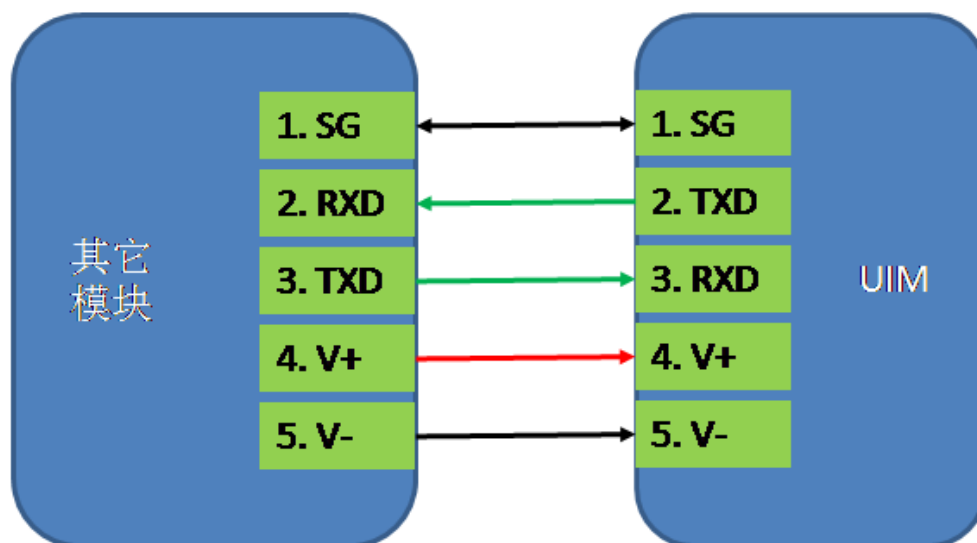 其它
模块
1. SG
2. RXD
3. TXD
4. V+
5. V-
1. SG
2. TXD
3. RXD
4. V+
5. V-
UIM